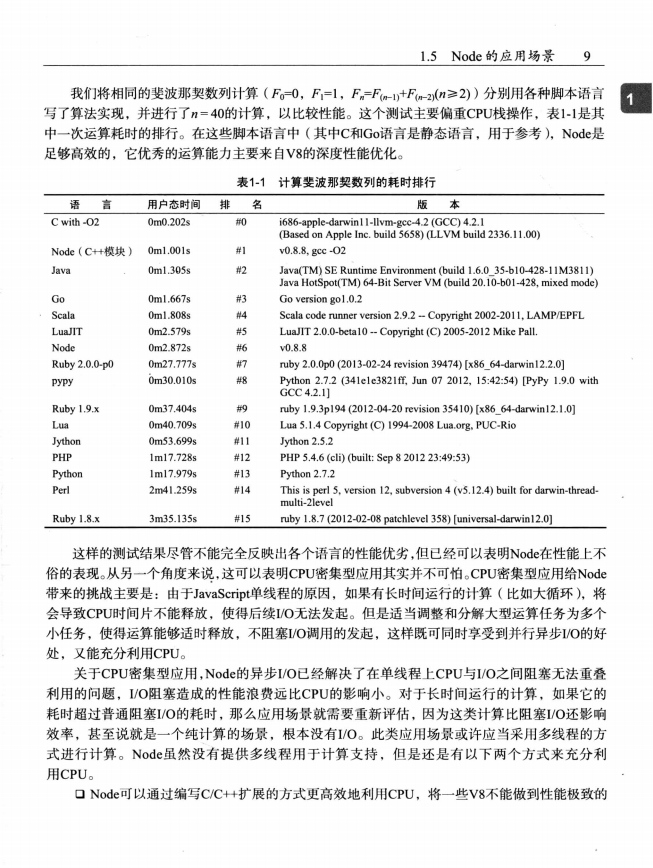 1.5 Node 的应用场景 9
1
我们将相同的斐波那契数列计算（F0=0，F1=1，Fn=F(n-1)+F(n-2)(n≥2)）分别用各种脚本语言
写了算法实现，并进行了n=40的计算，以比较性能。这个测试主要偏重CPU栈操作，表1-1是其
中一次运算耗时的排行。在这些脚本语言中（其中C和Go语言是静态语言，用于参考），Node是
足够高效的，它优秀的运算能力主要来自V8的深度性能优化。
表1-1 计算斐波那契数列的耗时排行
语 言 用户态时间 排 名 版 本
C with -O2 0m0.202s #0 i686-apple-darwin11-llvm-gcc-4.2 (GCC) 4.2.1
(Based on Apple Inc. build 5658) (LLVM build 2336.11.00)
Node（C++模块） 0m1.001s #1 v0.8.8, gcc -O2
Java 0m1.305s #2 Java(TM) SE Runtime Environment (build 1.6.0_35-b10-428-11M3811)
Java HotSpot(TM) 64-Bit Server VM (build 20.10-b01-428, mixed mode)
Go 0m1.667s #3 Go version go1.0.2
Scala 0m1.808s #4 Scala code runner version 2.9.2 -- Copyright 2002-2011, LAMP/EPFL
LuaJIT 0m2.579s #5 LuaJIT 2.0.0-beta10 -- Copyright (C) 2005-2012 Mike Pall.
Node 0m2.872s #6 v0.8.8
Ruby 2.0.0-p0 0m27.777s #7 ruby 2.0.0p0 (2013-02-24 revision 39474) [x86_64-darwin12.2.0]
pypy 0m30.010s #8 Python 2.7.2 (341e1e3821ff, Jun 07 2012, 15:42:54) [PyPy 1.9.0 with
GCC 4.2.1]
Ruby 1.9.x 0m37.404s #9 ruby 1.9.3p194 (2012-04-20 revision 35410) [x86_64-darwin12.1.0]
Lua 0m40.709s #10 Lua 5.1.4 Copyright (C) 1994-2008 Lua.org, PUC-Rio
Jython 0m53.699s #11 Jython 2.5.2
PHP 1m17.728s #12 PHP 5.4.6 (cli) (built: Sep 8 2012 23:49:53)
Python 1m17.979s #13 Python 2.7.2
Perl 2m41.259s #14 This is perl 5, version 12, subversion 4 (v5.12.4) built for darwin-thread-
multi-2level
Ruby 1.8.x 3m35.135s #15 ruby 1.8.7 (2012-02-08 patchlevel 358) [universal-darwin12.0]
这样的测试结果尽管不能完全反映出各个语言的性能优劣，但已经可以表明Node在性能上不
俗的表现。从另一个角度来说，这可以表明CPU密集型应用其实并不可怕。CPU密集型应用给Node
带来的挑战主要是：由于JavaScript单线程的原因，如果有长时间运行的计算（比如大循环），将
会导致CPU时间片不能释放，使得后续I/O无法发起。但是适当调整和分解大型运算任务为多个
小任务，使得运算能够适时释放，不阻塞I/O调用的发起，这样既可同时享受到并行异步I/O的好
处，又能充分利用CPU。
关于CPU密集型应用，Node的异步I/O已经解决了在单线程上CPU与I/O之间阻塞无法重叠
利用的问题，I/O阻塞造成的性能浪费远比CPU的影响小。对于长时间运行的计算，如果它的
耗时超过普通阻塞I/O的耗时，那么应用场景就需要重新评估，因为这类计算比阻塞I/O还影响
效率，甚至说就是一个纯计算的场景，根本没有I/O。此类应用场景或许应当采用多线程的方
式进行计算。Node虽然没有提供多线程用于计算支持，但是还是有以下两个方式来充分利
用CPU。
❑ Node可以通过编写C/C++扩展的方式更高效地利用CPU，将一些V8不能做到性能极致的